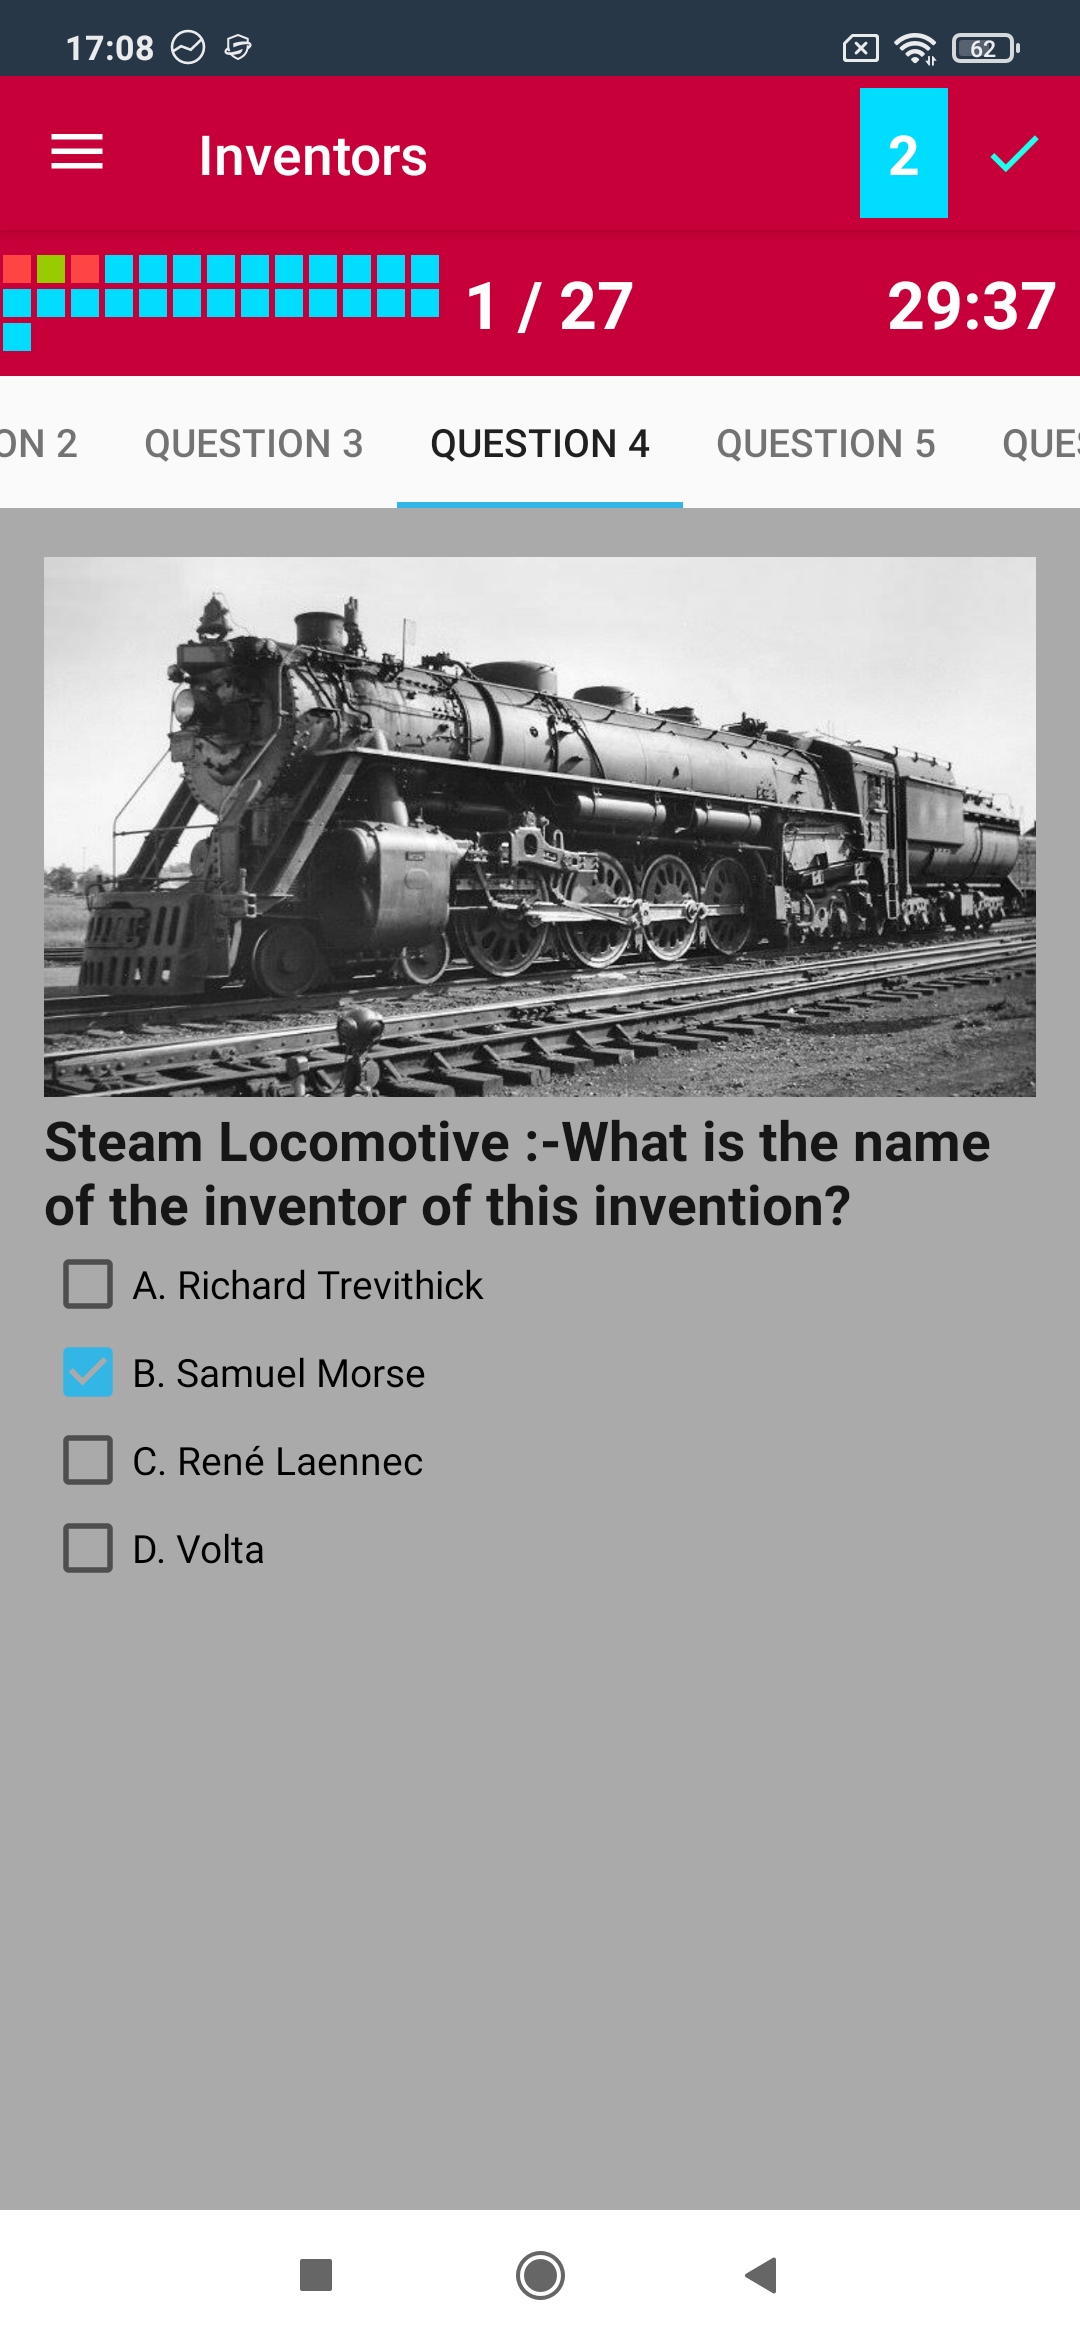 17:08
62
Inventors
2
1 / 27
29:37
ON 2
QUESTION 3
QUESTION 4
QUESTION 5
QUES
Steam Locomotive :-What is the name
of the inventor of this invention?
A. Richard Trevithick
B. Samuel Morse
C. René Laennec
D. Volta